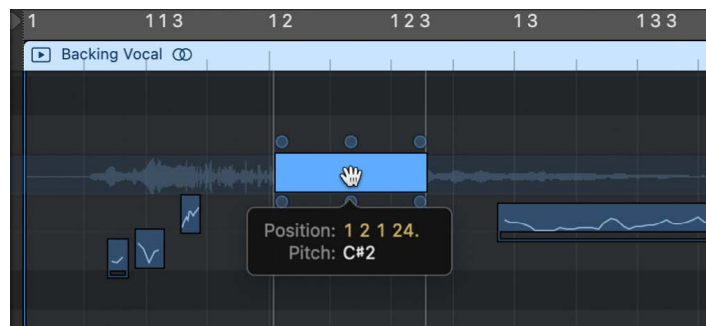 1 1 1 3 1 2 1 2 3 1 3 1 3 3
Backing Vocal
Position: 1 2 1 24.
Pitch: C#2